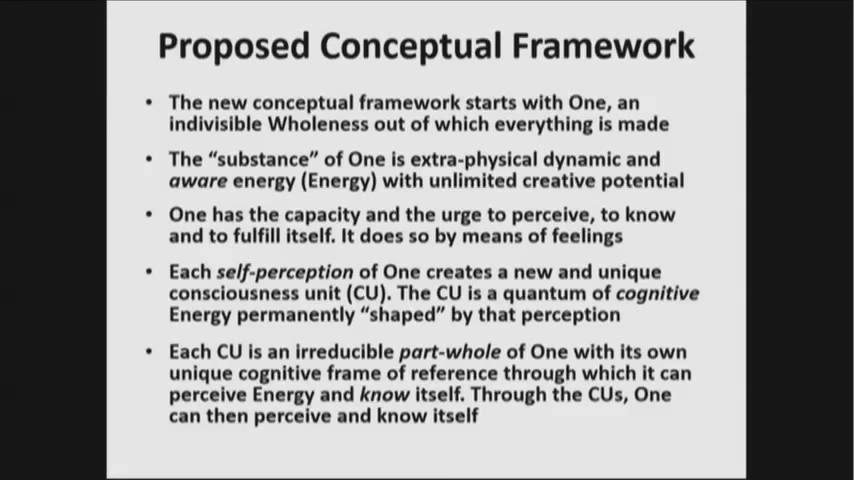 Proposed Conceptual Framework
• The new conceptual framework starts with One, an
indivisible Wholeness out of which everything is made
• The “substance” of One is extra-physical dynamic and
aware energy (Energy) with unlimited creative potential
• One has the capacity and the urge to perceive, to know
and to fulfill itself. It does so by means of feelings
• Each self-perception of One creates a new and unique
consciousness unit (CU). The CU is a quantum of cognitive
Energy permanently “shaped” by that perception
• Each CU is an irreducible part-whole of One with its own
unique cognitive frame of reference through which it can
perceive Energy and know itself. Through the CUs, One
can then perceive and know itself